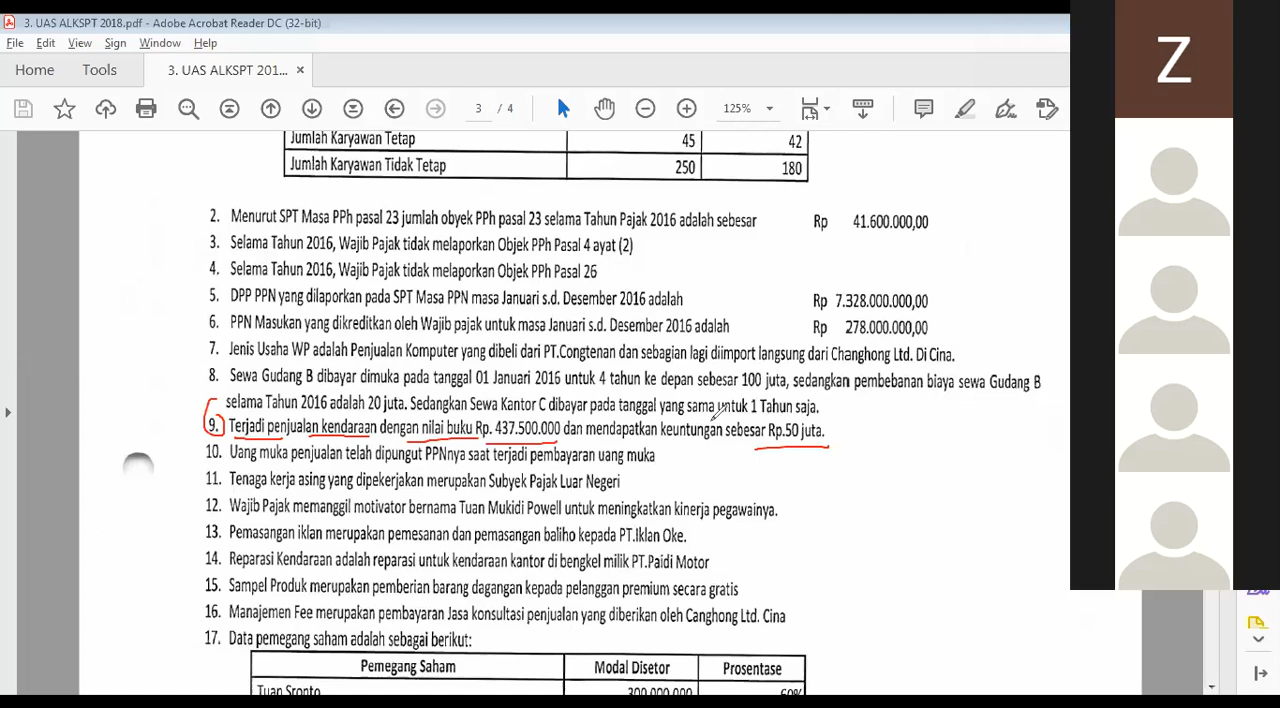 3. UAS ALKSPT 2018.pdf - Adobe Acrobat Reader DC (32-bit)
File Edit View Sign Window Help
Home Tools 3. UAS ALKSPT 201... ×
3 / 4 125%
Jumlah Karyawan Tetap 45 42
Jumlah Karyawan Tidak Tetap 250 180
2. Menurut SPT Masa PPh pasal 23 jumlah obyek PPh pasal 23 selama Tahun Pajak 2016 adalah sebesar Rp 41.600.000,00
3. Selama Tahun 2016, Wajib Pajak tidak melaporkan Objek PPh Pasal 4 ayat (2)
4. Selama Tahun 2016, Wajib Pajak tidak melaporkan Objek PPh Pasal 26
5. DPP PPN yang dilaporkan pada SPT Masa PPN masa Januari s.d. Desember 2016 adalah Rp 7.328.000.000,00
6. PPN Masukan yang dikreditkan oleh Wajib pajak untuk masa Januari s.d. Desember 2016 adalah Rp 278.000.000,00
7. Jenis Usaha WP adalah Penjualan Komputer yang dibeli dari PT.Congtenan dan sebagian lagi diimport langsung dari Changhong Ltd. Di Cina.
8. Sewa Gudang B dibayar dimuka pada tanggal 01 Januari 2016 untuk 4 tahun ke depan sebesar 100 juta, sedangkan pembebanan biaya sewa Gudang B
selama Tahun 2016 adalah 20 juta. Sedangkan Sewa Kantor C dibayar pada tanggal yang sama untuk 1 Tahun saja.
9. Terjadi penjualan kendaraan dengan nilai buku Rp. 437.500.000 dan mendapatkan keuntungan sebesar Rp.50 juta.
10. Uang muka penjualan telah dipungut PPNnya saat terjadi pembayaran uang muka
11. Tenaga kerja asing yang dipekerjakan merupakan Subyek Pajak Luar Negeri
12. Wajib Pajak memanggil motivator bernama Tuan Mukidi Powell untuk meningkatkan kinerja pegawainya.
13. Pemasangan iklan merupakan pemesanan dan pemasangan baliho kepada PT.Iklan Oke.
14. Reparasi Kendaraan adalah reparasi untuk kendaraan kantor di bengkel milik PT.Paidi Motor
15. Sampel Produk merupakan pemberian barang dagangan kepada pelanggan premium secara gratis
16. Manajemen Fee merupakan pembayaran Jasa konsultasi penjualan yang diberikan oleh Canghong Ltd. Cina
17. Data pemegang saham adalah sebagai berikut:
Pemegang Saham Modal Disetor Prosentase
Tuan Sronto 300.000.000 60%
Z